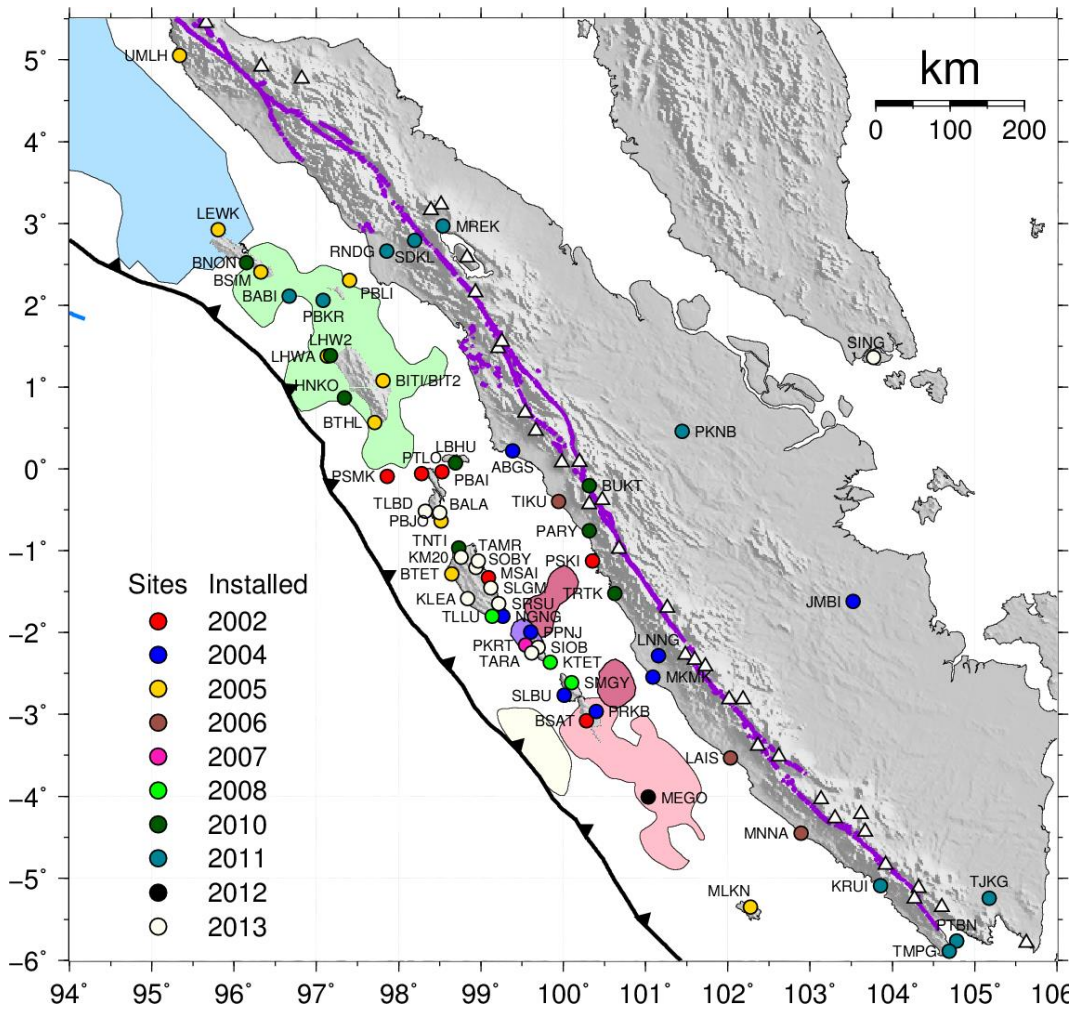 km
0 100 200
5°
4°
3°
2°
1°
0°
−1°
−2°
−3°
−4°
−5°
−6°
UMLH
LEWK
MREK
RNDG
SDKL
BNON
BSIM
BABI
PBLI
PBKR
SING
LHW2
LHWA
BITI/BIT2
HNKO
BTHL
PKNB
LBHU
PTLO
ABGS
PSMK
PBAI
BUKT
TLBD
BALA
TIKU
PBJO
PARY
TNTI
TAMR
KM20
SOBY
PSKI
BTET
MSAI
SLGM
TRTK
KLEA
SRSU
JMBI
TLLU
NGNG
PPNJ
PKRT
SIOB
LNNG
TARA
KTET
MKMK
SMGY
SLBU
PRKB
BSAT
LAIS
MEGO
MNNA
MLKN
KRUI
TJKG
PTBN
TMPG
Sites Installed
2002
2004
2005
2006
2007
2008
2010
2011
2012
2013
94° 95° 96° 97° 98° 99° 100° 101° 102° 103° 104° 105° 106